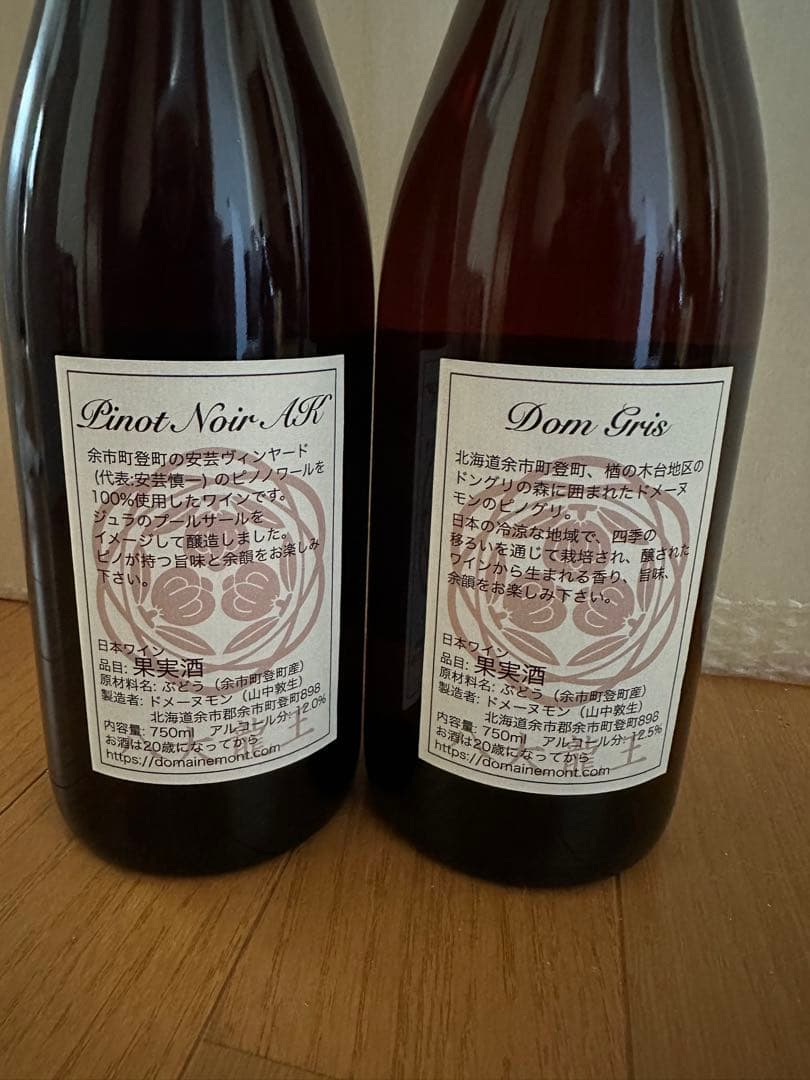 Pinot Noir AK
余市町登町の安芸ヴィンヤード
(代表:安芸慎一) のピノノワールを
100%使用したワインです。
ジュラのプールサールを
イメージして醸造しました。
ピノが持つ旨味と余韻をお楽しみ
下さい。
日本ワイン
品目: 果実酒
原材料名: ぶどう（余市町登町産）
製造者: ドメーヌモン（山中敦生）
北海道余市郡余市町登町898
内容量: 750ml アルコール分: 12.0%
お酒は20歳になってから
https://domainemont.com
大龍王
Dom Gris
北海道余市町登町、楢の木台地区の
ドングリの森に囲まれたドメーヌ
モンのピノグリ。
日本の冷涼な地域で、四季の
移ろいを通じて栽培され、醸された
ワインから生まれる香り、旨味、
余韻をお楽しみ下さい。
日本ワイン
品目: 果実酒
原材料名: ぶどう（余市町登町産）
製造者: ドメーヌモン（山中敦生）
北海道余市郡余市町登町898
内容量: 750ml アルコール分: 12.5%
お酒は20歳になってから
https://domainemont.com
大龍王